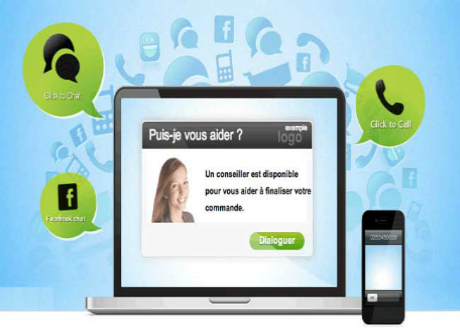 Click to Chat
Click to Call
Puis-je vous aider ?
example
logo
Un conseiller est disponible
pour vous aider à finaliser votre
commande.
Dialoguer
Facebook chat